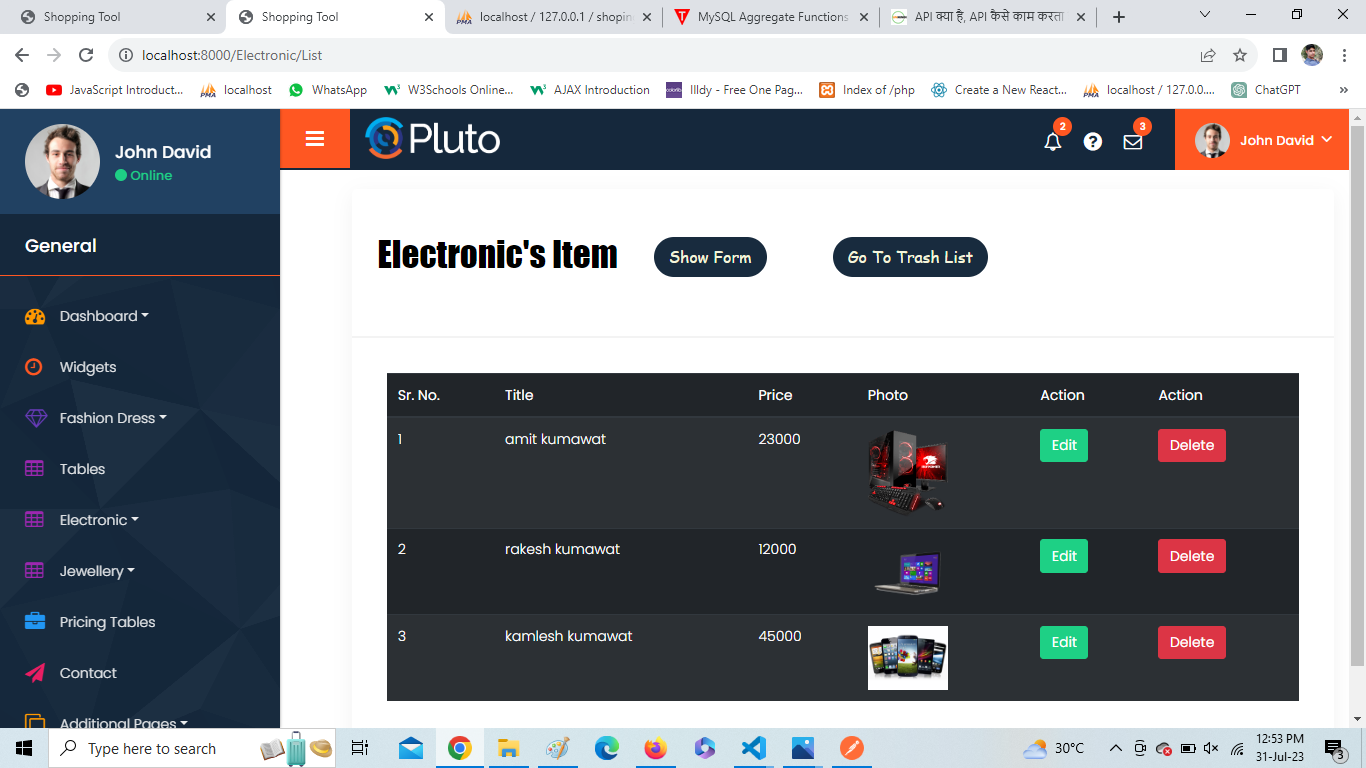 Shopping Tool
Shopping Tool
localhost / 127.0.0.1 / shopin
MySQL Aggregate Functions
API क्या है, API कैसे काम करता
localhost:8000/Electronic/List
JavaScript Introduct...
localhost
WhatsApp
W3Schools Online...
AJAX Introduction
Illdy - Free One Pag...
Index of /php
Create a New React...
localhost / 127.0.0....
ChatGPT
John David
Online
Pluto
2
3
John David
General
Dashboard
Widgets
Fashion Dress
Tables
Electronic
Jewellery
Pricing Tables
Contact
Additional Pages
Electronic's Item
Show Form
Go To Trash List
Sr. No. Title Price Photo Action Action
1 amit kumawat 23000 Edit Delete
2 rakesh kumawat 12000 Edit Delete
3 kamlesh kumawat 45000 Edit Delete
Type here to search
30°C
12:53 PM
31-Jul-23
3